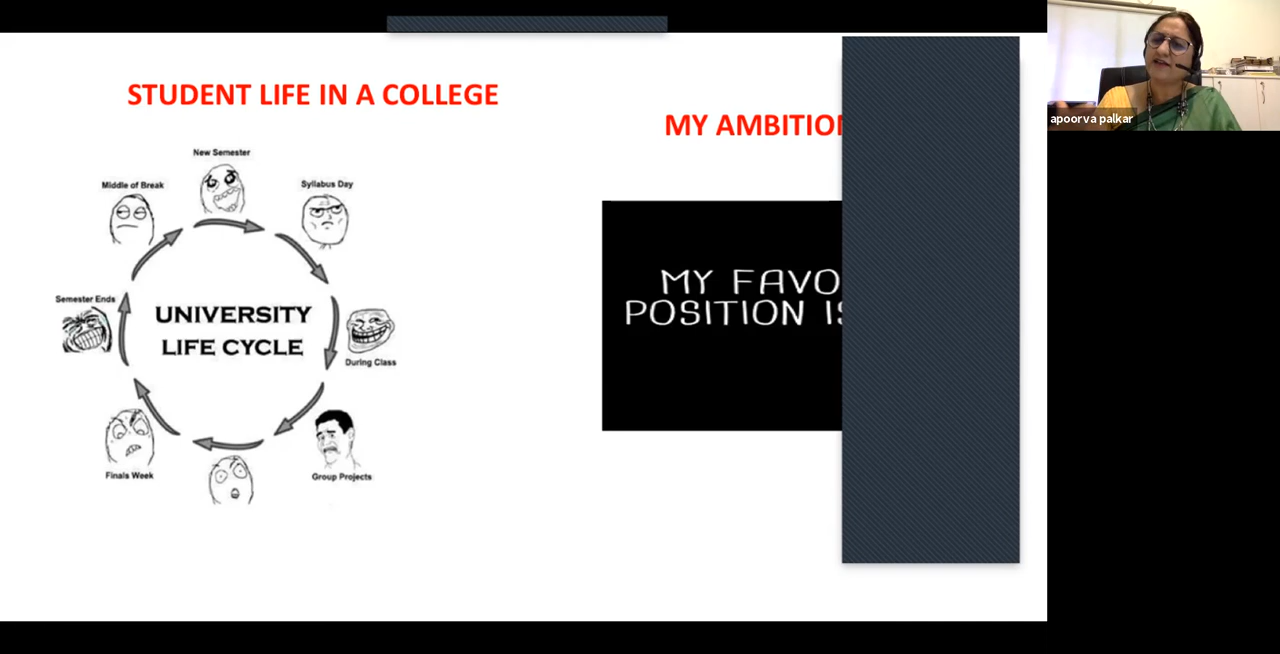 STUDENT LIFE IN A COLLEGE
MY AMBITION
New Semester
Middle of Break
Syllabus Day
Semester Ends
UNIVERSITY
LIFE CYCLE
During Class
Finals Week
Group Projects
MY FAVO
POSITION IS
apoorva palkar